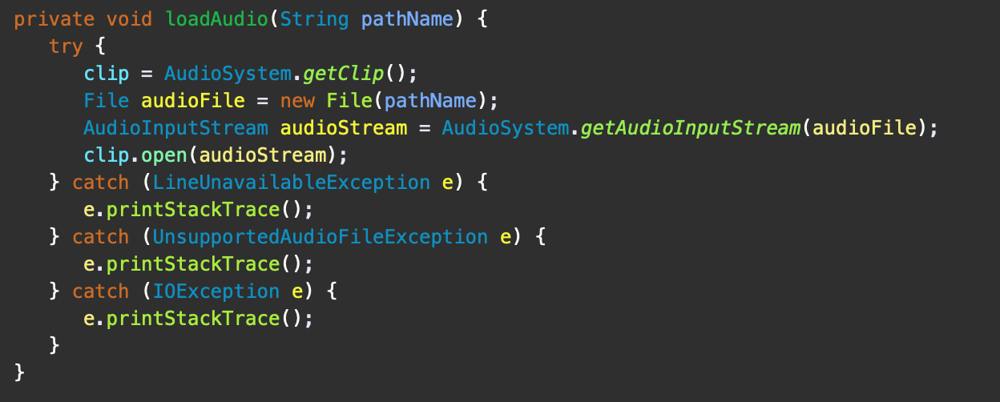 private void loadAudio(String pathName) {
   try {
      clip = AudioSystem.getClip();
      File audioFile = new File(pathName);
      AudioInputStream audioStream = AudioSystem.getAudioInputStream(audioFile);
      clip.open(audioStream);
   } catch (LineUnavailableException e) {
      e.printStackTrace();
   } catch (UnsupportedAudioFileException e) {
      e.printStackTrace();
   } catch (IOException e) {
      e.printStackTrace();
   }
}